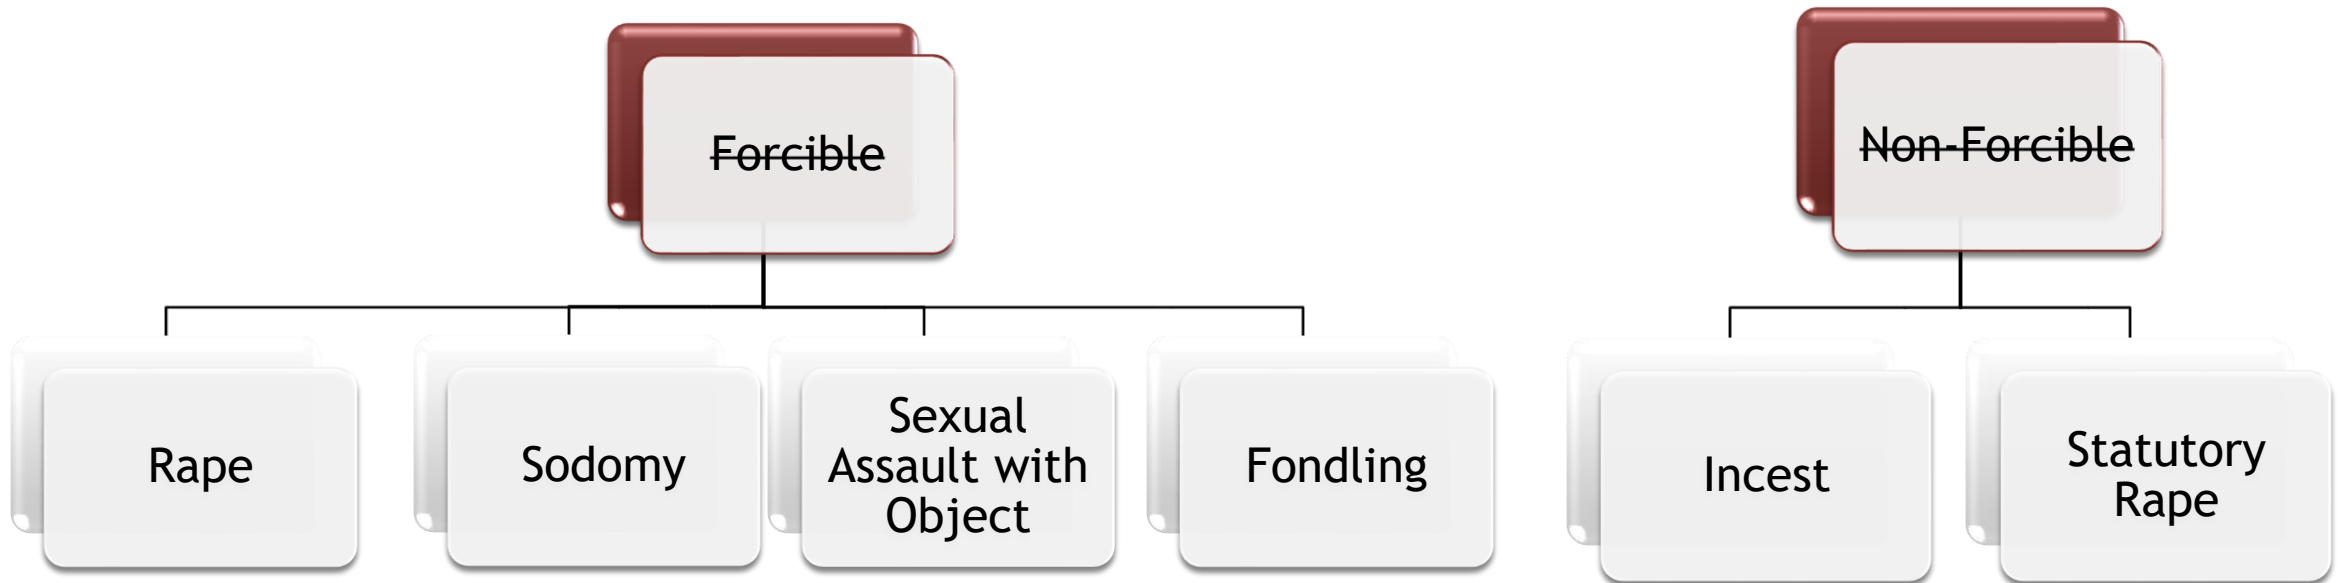 Forcible
Non-Forcible
Rape
Sodomy
Sexual
Assault with
Object
Fondling
Incest
Statutory
Rape